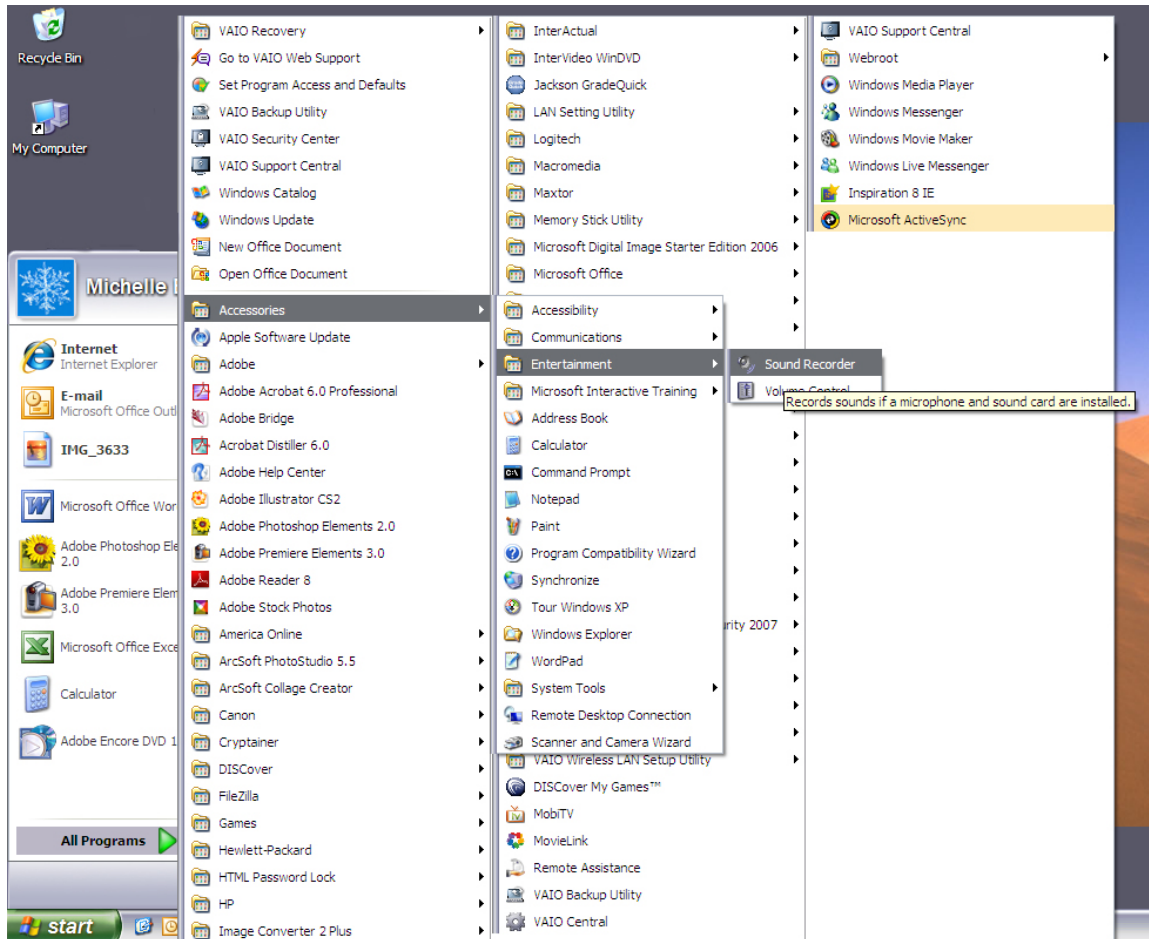 Recycle Bin
My Computer
Michelle
Internet
Internet Explorer
E-mail
Microsoft Office Outl
IMG_3633
Microsoft Office Wor
Adobe Photoshop Ele
2.0
Adobe Premiere Elem
3.0
Microsoft Office Exce
Calculator
Adobe Encore DVD 1
All Programs
start
VAIO Recovery
Go to VAIO Web Support
Set Program Access and Defaults
VAIO Backup Utility
VAIO Security Center
VAIO Support Central
Windows Catalog
Windows Update
New Office Document
Open Office Document
Accessories
Apple Software Update
Adobe
Adobe Acrobat 6.0 Professional
Adobe Bridge
Acrobat Distiller 6.0
Adobe Help Center
Adobe Illustrator CS2
Adobe Photoshop Elements 2.0
Adobe Premiere Elements 3.0
Adobe Reader 8
Adobe Stock Photos
America Online
ArcSoft PhotoStudio 5.5
ArcSoft Collage Creator
Canon
Cryptainer
DISCover
FileZilla
Games
Hewlett-Packard
HTML Password Lock
HP
Image Converter 2 Plus
InterActual
InterVideo WinDVD
Jackson GradeQuick
LAN Setting Utility
Logitech
Macromedia
Maxtor
Memory Stick Utility
Microsoft Digital Image Starter Edition 2006
Microsoft Office
Accessibility
Communications
Entertainment
Microsoft Interactive Training
Address Book
Calculator
Command Prompt
Notepad
Paint
Program Compatibility Wizard
Synchronize
Tour Windows XP
Windows Explorer
urity 2007
WordPad
System Tools
Remote Desktop Connection
Scanner and Camera Wizard
VAIO Wireless LAN Setup Utility
DISCover My Games™
MobiTV
MovieLink
Remote Assistance
VAIO Backup Utility
VAIO Central
VAIO Support Central
Webroot
Windows Media Player
Windows Messenger
Windows Movie Maker
Windows Live Messenger
Inspiration 8 IE
Microsoft ActiveSync
Sound Recorder
Volume Control
Records sounds if a microphone and sound card are installed.